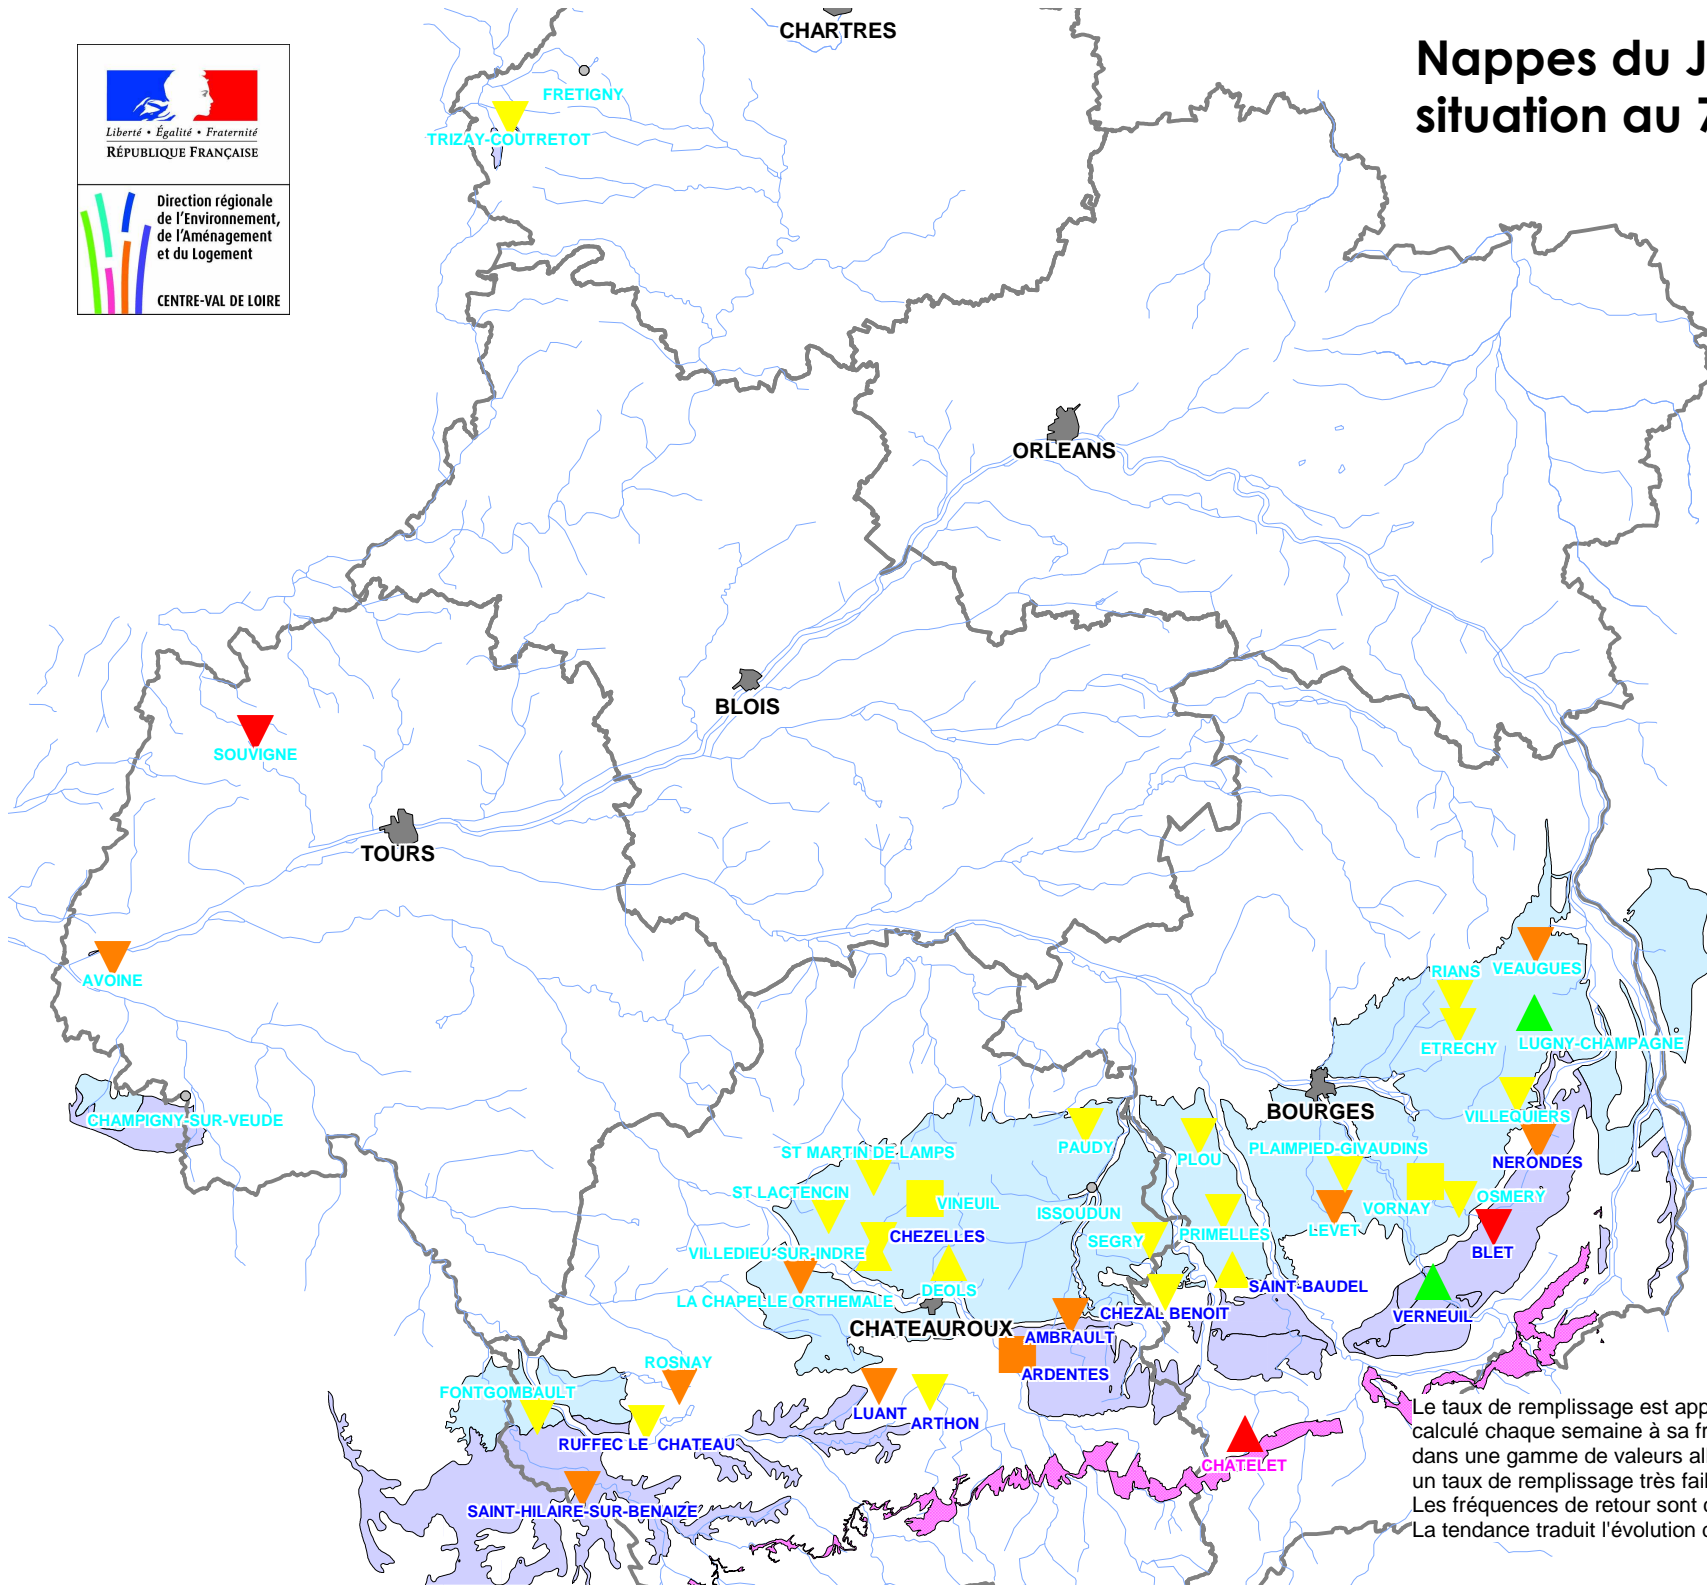 CHARTRES
Nappes du J
situation au 7
FRETIGNY
TRIZAY-COUTRETOT
Liberté • Égalité • Fraternité
RÉPUBLIQUE FRANÇAISE
Direction régionale
de l'Environnement,
de l'Aménagement
et du Logement
CENTRE-VAL DE LOIRE
ORLEANS
BLOIS
SOUVIGNE
TOURS
AVOINE
RIANS
VEAUGUES
ETRECHY
LUGNY-CHAMPAGNE
CHAMPIGNY-SUR-VEUDE
BOURGES
VILLEQUIERS
ST MARTIN DE LAMPS
PAUDY
PLOU
PLAIMPIED-GIVAUDINS
NERONDES
ST LACTENCIN
VINEUIL
ISSOUDUN
VORNAY
OSMERY
CHEZELLES
SEGRY
PRIMELLES
LEVET
VILLEDIEU-SUR-INDRE
BLET
DEOLS
SAINT-BAUDEL
LA CHAPELLE ORTHEMALE
CHEZAL BENOIT
VERNEUIL
CHATEAUROUX
AMBRAULT
ROSNAY
ARDENTES
FONTGOMBAULT
LUANT
ARTHON
RUFFEC LE CHATEAU
CHATELET
SAINT-HILAIRE-SUR-BENAIZE
Le taux de remplissage est app
calculé chaque semaine à sa fr
dans une gamme de valeurs all
un taux de remplissage très fail
Les fréquences de retour sont c
La tendance traduit l'évolution d